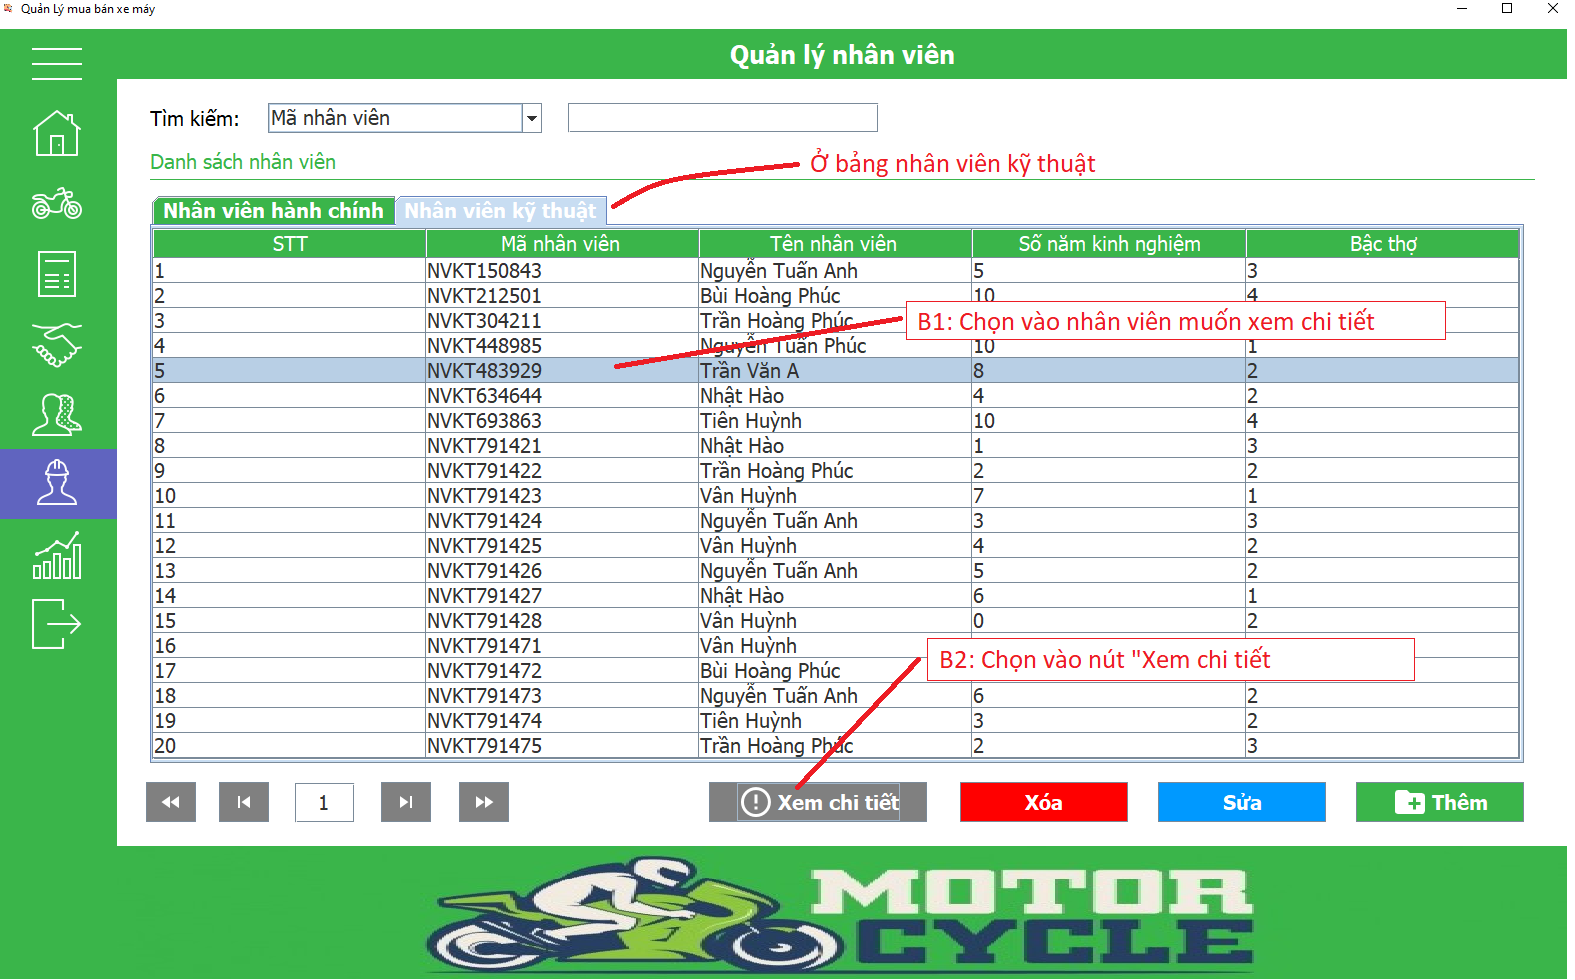 Quản Lý mua bán xe máy
Quản lý nhân viên
Tìm kiếm: Mã nhân viên
Danh sách nhân viên
Ở bảng nhân viên kỹ thuật
Nhân viên hành chính Nhân viên kỹ thuật
STT Mã nhân viên Tên nhân viên Số năm kinh nghiệm Bậc thợ
1 NVKT150843 Nguyễn Tuấn Anh 5 3
2 NVKT212501 Bùi Hoàng Phúc 10 4
3 NVKT304211 Trần Hoàng Phúc
B1: Chọn vào nhân viên muốn xem chi tiết
4 NVKT448985 Nguyễn Tuấn Phúc 10 1
5 NVKT483929 Trần Văn A 8 2
6 NVKT634644 Nhật Hào 4 2
7 NVKT693863 Tiên Huỳnh 10 4
8 NVKT791421 Nhật Hào 1 3
9 NVKT791422 Trần Hoàng Phúc 2 2
10 NVKT791423 Vân Huỳnh 7 1
11 NVKT791424 Nguyễn Tuấn Anh 3 3
12 NVKT791425 Vân Huỳnh 4 2
13 NVKT791426 Nguyễn Tuấn Anh 5 2
14 NVKT791427 Nhật Hào 6 1
15 NVKT791428 Vân Huỳnh 0 2
16 NVKT791471 Vân Huỳnh
B2: Chọn vào nút "Xem chi tiết
17 NVKT791472 Bùi Hoàng Phúc
18 NVKT791473 Nguyễn Tuấn Anh 6 2
19 NVKT791474 Tiên Huỳnh 3 2
20 NVKT791475 Trần Hoàng Phúc 2 3
1 Xem chi tiết Xóa Sửa Thêm
MOTOR
CYCLE